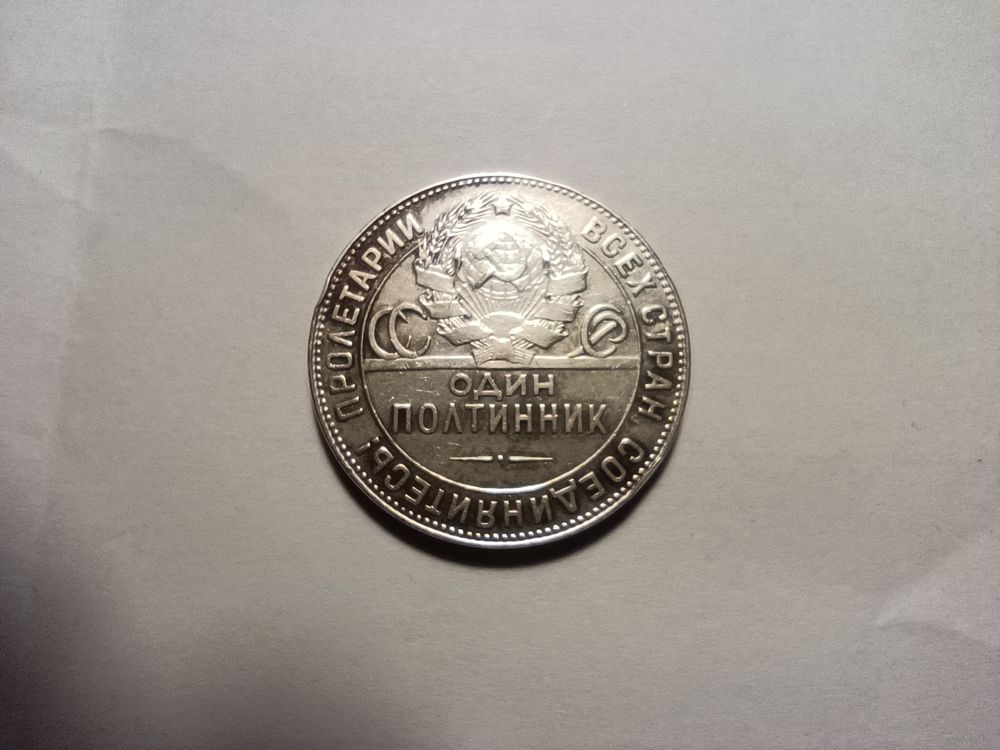 ПРОЛЕТАРИИ ВСЕХ СТРАН, СОЕДИНЯЙТЕСЬ!
СС СР
ОДИН
ПОЛТИННИК